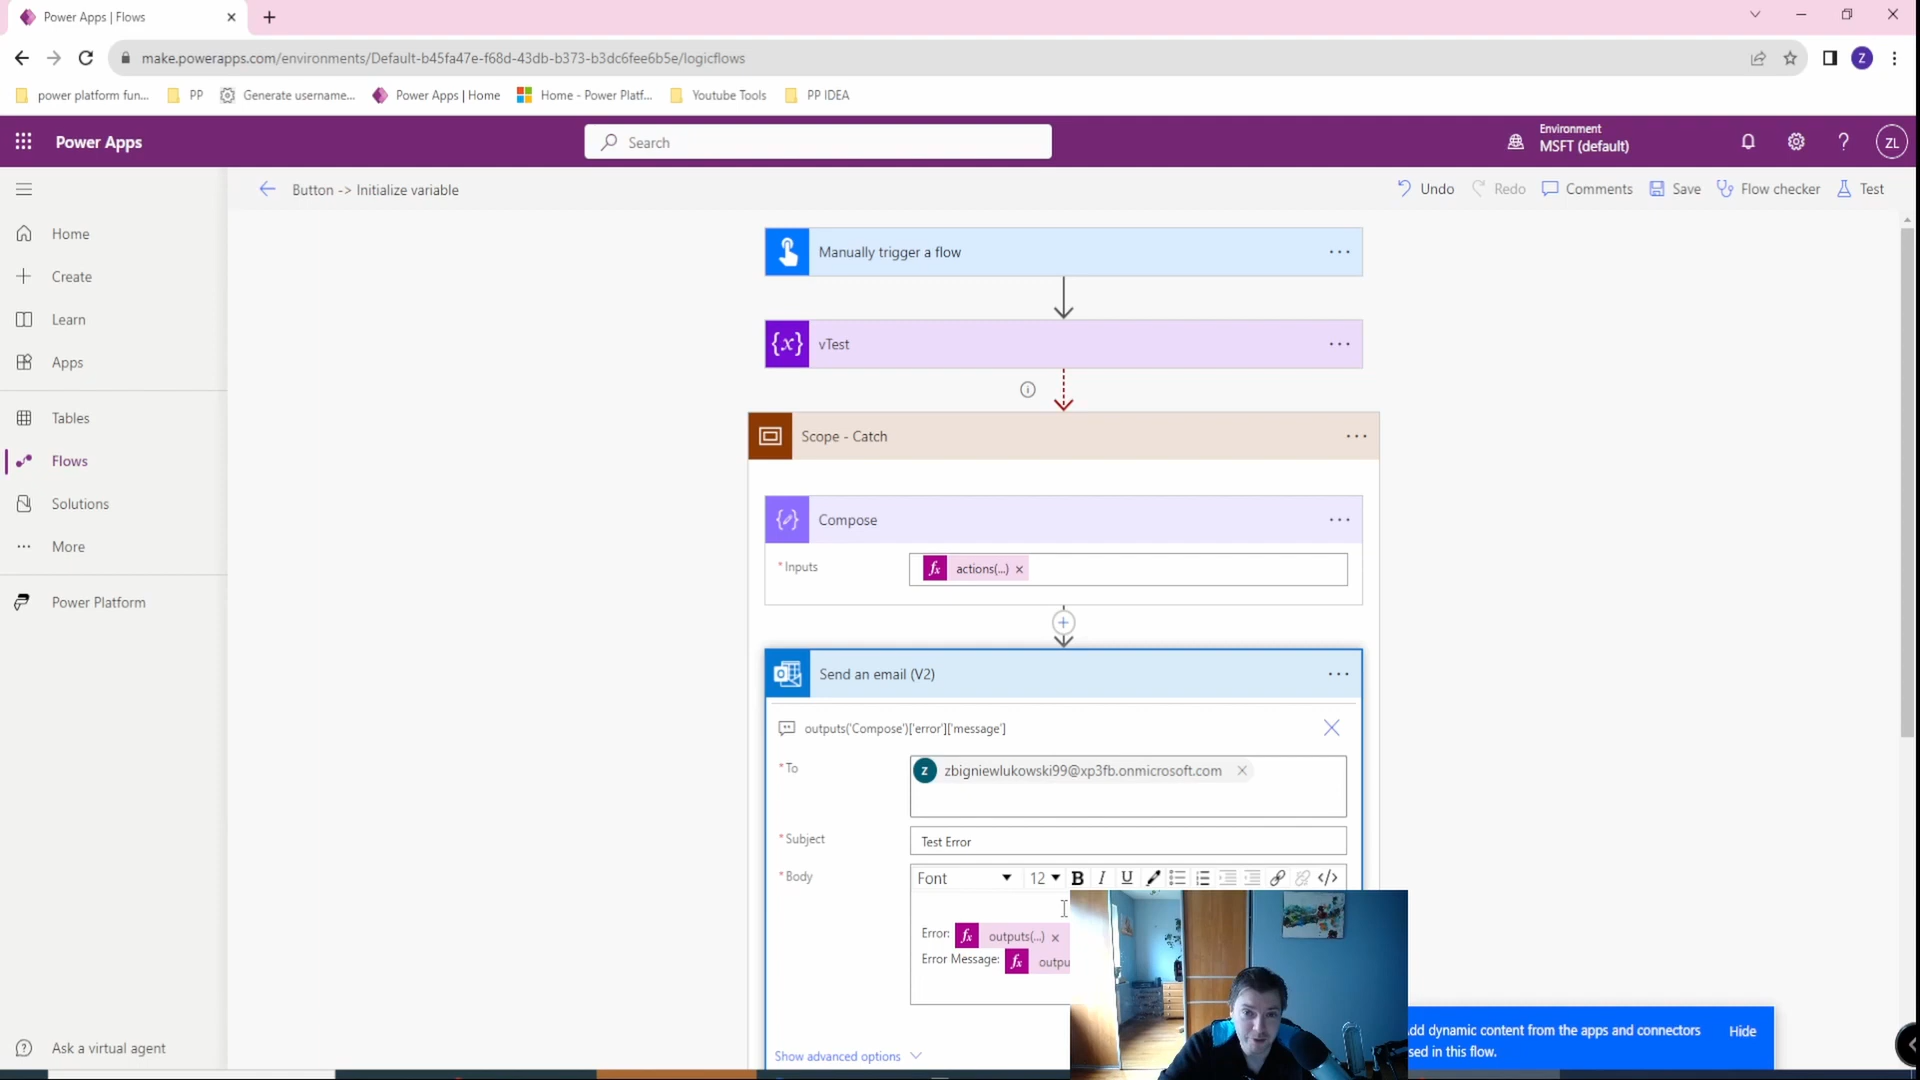 Power Apps | Flows
make.powerapps.com/environments/Default-b45fa47e-f68d-43db-b373-b3dc6fee6b5e/logicflows
Z
power platform fun...
PP
Generate username...
Power Apps | Home
Home - Power Platf...
Youtube Tools
PP IDEA
Power Apps
Search
Environment
MSFT (default)
ZL
Button -> Initialize variable
Undo
Redo
Comments
Save
Flow checker
Test
Home
Create
Learn
Apps
Tables
Flows
Solutions
More
Power Platform
Ask a virtual agent
Manually trigger a flow
{x} vTest
Scope - Catch
Compose
* Inputs
fx actions(...) ×
Send an email (V2)
outputs('Compose')['error']['message']
* To
Z zbigniewlukowski99@xp3fb.onmicrosoft.com
* Subject
Test Error
* Body
Font 12 B I U </>
Error: fx outputs(...) ×
Error Message: fx outpu
Show advanced options
dd dynamic content from the apps and connectors
sed in this flow.
Hide